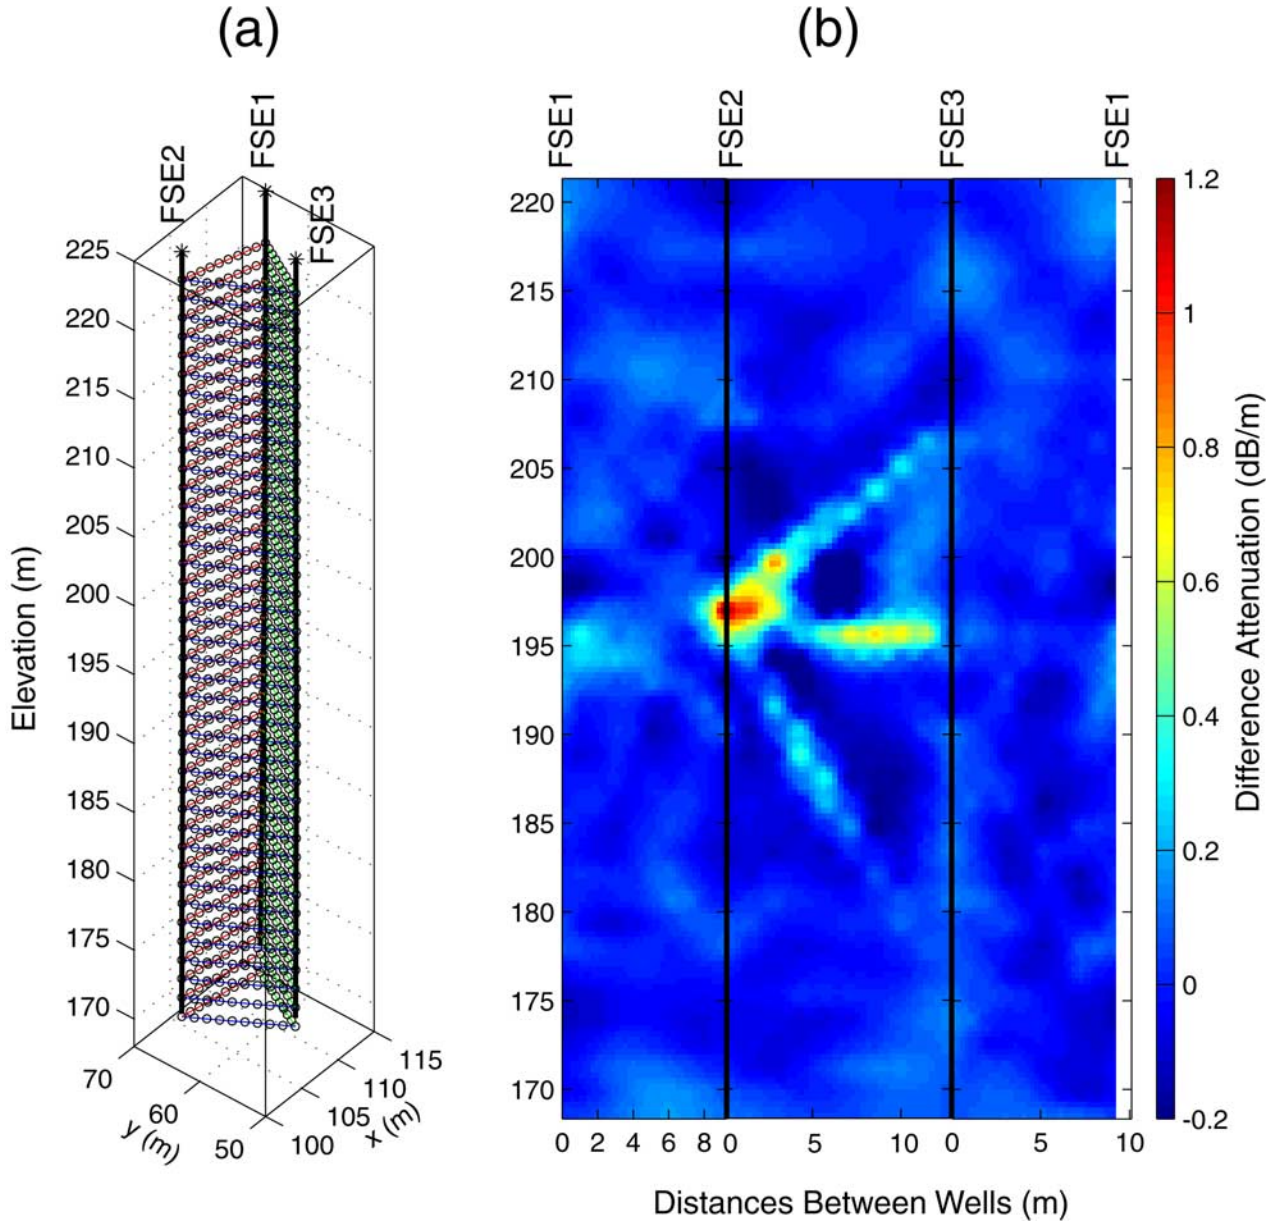 (a)
FSE2
FSE1
FSE3
225
220
215
210
205
200
195
190
185
180
175
170
Elevation (m)
70
60
50
y (m)
100
105
110
115
x (m)
(b)
FSE1
FSE2
FSE3
FSE1
220
215
210
205
200
195
190
185
180
175
170
0 2 4 6 8 0 5 10 0 5 10
Distances Between Wells (m)
1.2
1
0.8
0.6
0.4
0.2
0
-0.2
Difference Attenuation (dB/m)